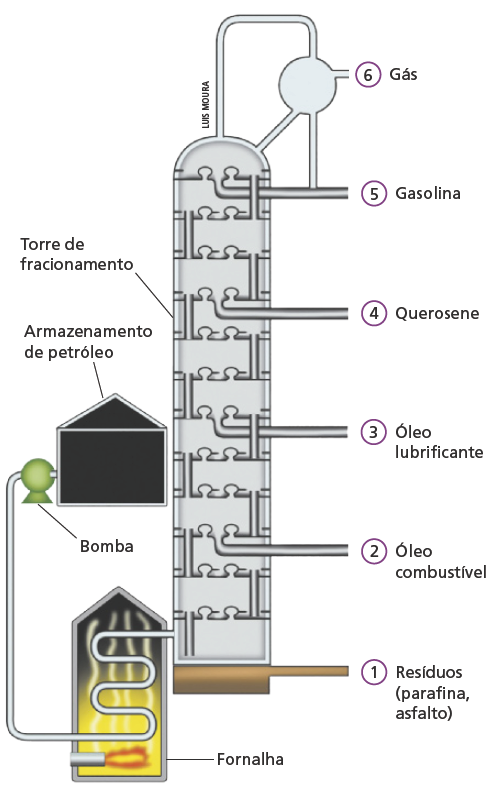 LUIS MOURA
6 Gás
5 Gasolina
Torre de
fracionamento
4 Querosene
Armazenamento
de petróleo
3 Óleo
lubrificante
Bomba
2 Óleo
combustível
1 Resíduos
(parafina,
asfalto)
Fornalha